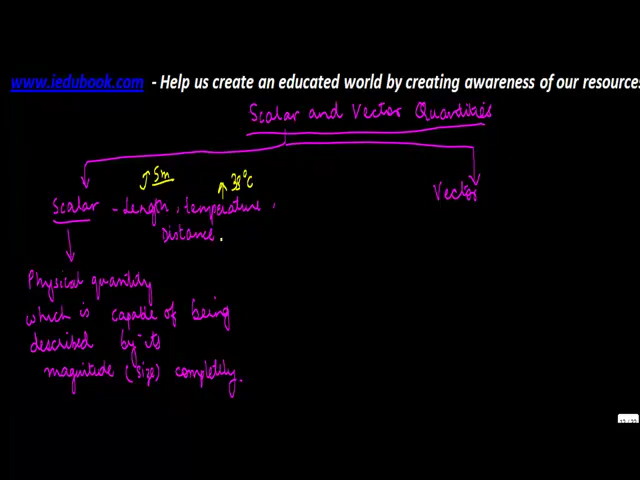 www.iedubook.com - Help us create an educated world by creating awareness of our resources
Scalar and Vector Quantities
5m
38°C
Scalar - Length, temperature,
Vector
Distance.
Physical quantity
which is capable of being
described by its
magnitude (size) completely.